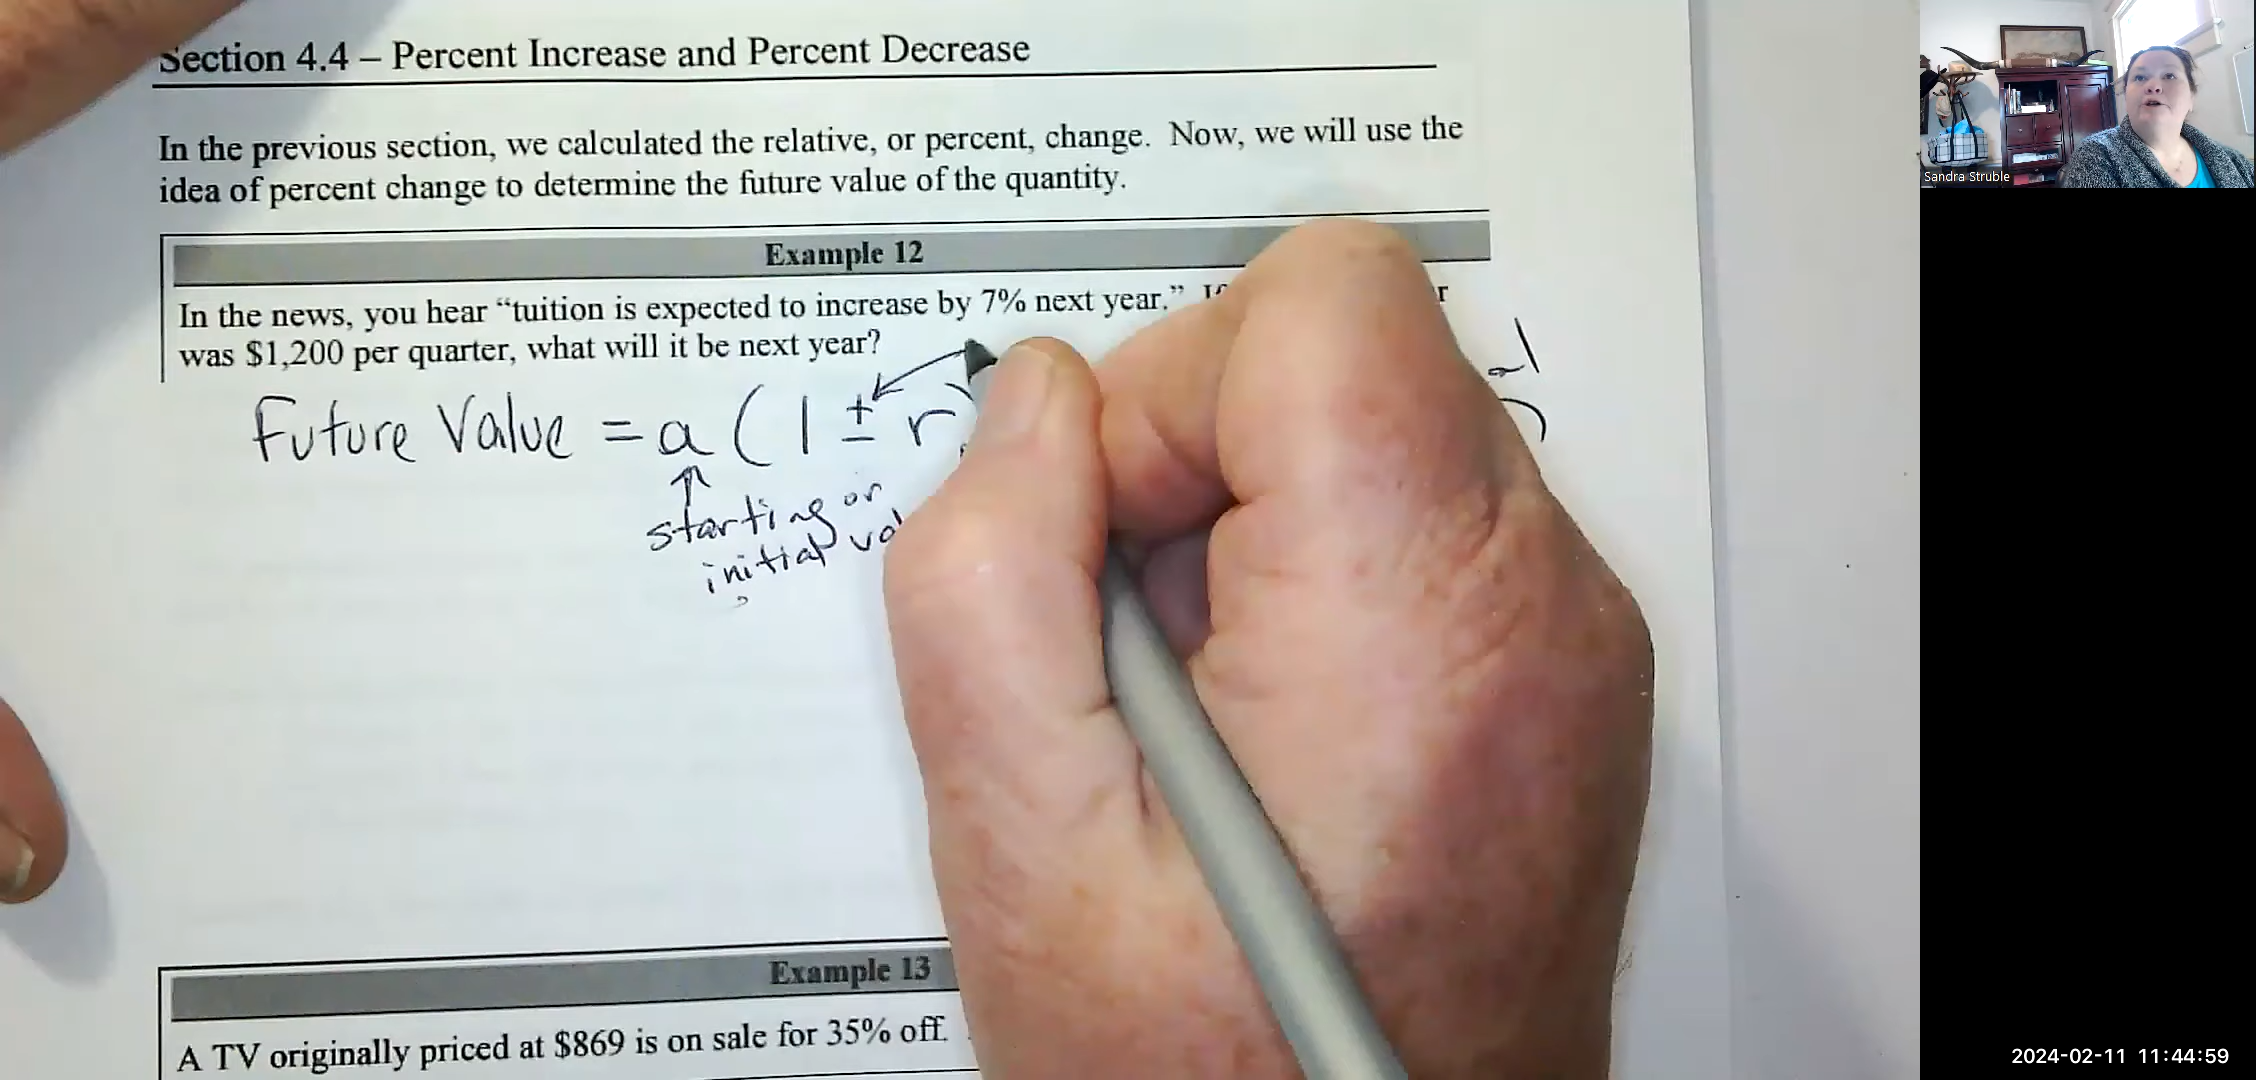 Section 4.4 – Percent Increase and Percent Decrease
In the previous section, we calculated the relative, or percent, change. Now, we will use the
idea of percent change to determine the future value of the quantity.
Example 12
In the news, you hear “tuition is expected to increase by 7% next year.”
was $1,200 per quarter, what will it be next year?
Future Value = a (1 ± r)
starting or
initial
Example 13
A TV originally priced at $869 is on sale for 35% off.
Sandra Struble
2024-02-11 11:44:59